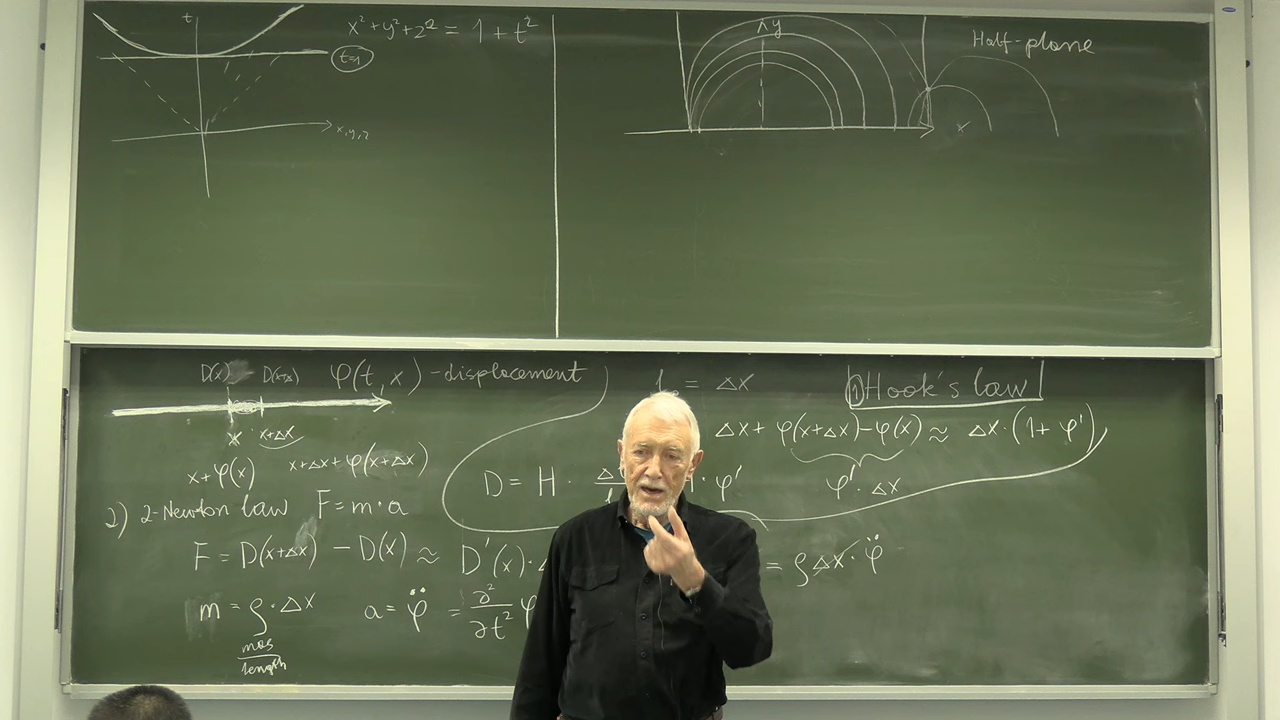 t
x²+y²+z² = 1+t²
t=1
x,y,z
y
x
Half-plane
D(x) D(x+Δx) φ(t,x) -displacement
= Δx
1) Hook's law
x x+Δx
Δx + φ(x+Δx)-φ(x) ≈ Δx·(1+ φ')
x+φ(x) x+Δx+φ(x+Δx)
D = H ·
· φ'
φ'·Δx
2) 2-Newton law F=m·a
F = D(x+Δx) - D(x) ≈ D'(x)·
= ρΔx·φ̈
m = ρ·Δx a = φ̈ = ∂²/∂t² φ
mas
length